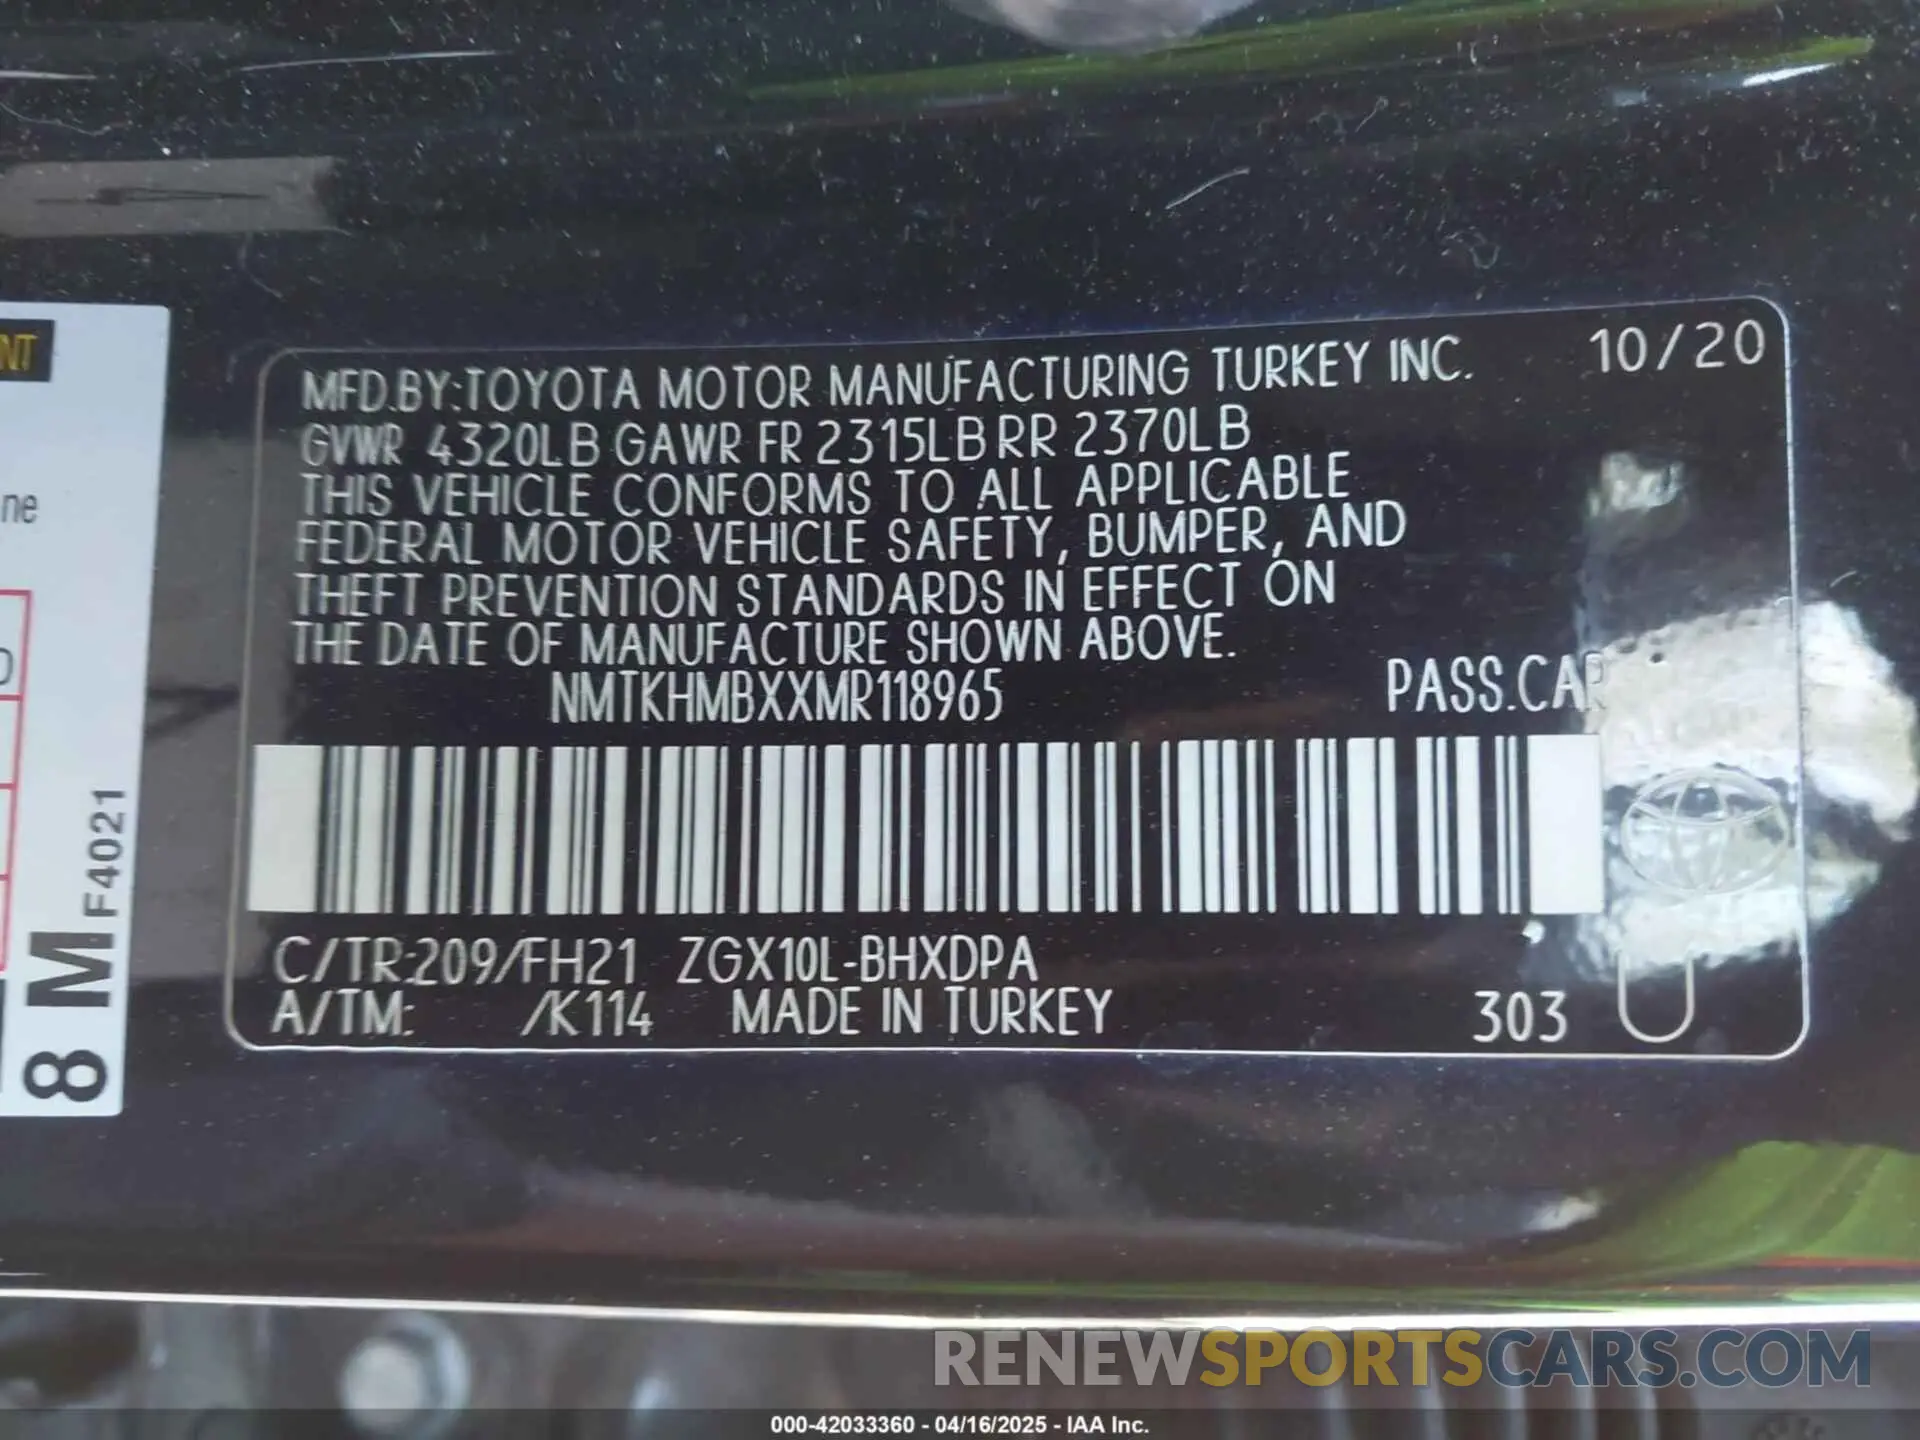 MFD.BY:TOYOTA MOTOR MANUFACTURING TURKEY INC. 10/20
GVWR 4320LB GAWR FR 2315LB RR 2370LB
THIS VEHICLE CONFORMS TO ALL APPLICABLE
FEDERAL MOTOR VEHICLE SAFETY, BUMPER, AND
THEFT PREVENTION STANDARDS IN EFFECT ON
THE DATE OF MANUFACTURE SHOWN ABOVE.
NMTKHMBXXMR118965 PASS.CAR
C/TR:209/FH21 ZGX10L-BHXDPA
A/TM: /K114 MADE IN TURKEY 303
NT
ne
D
8 M F4021
RENEWSPORTSCARS.COM
000-42033360 - 04/16/2025 - IAA Inc.